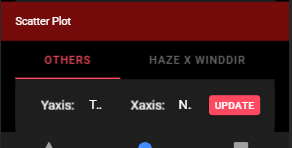 Scatter Plot
OTHERS HAZE X WINDDIR
Yaxis: T.. Xaxis: N.. UPDATE